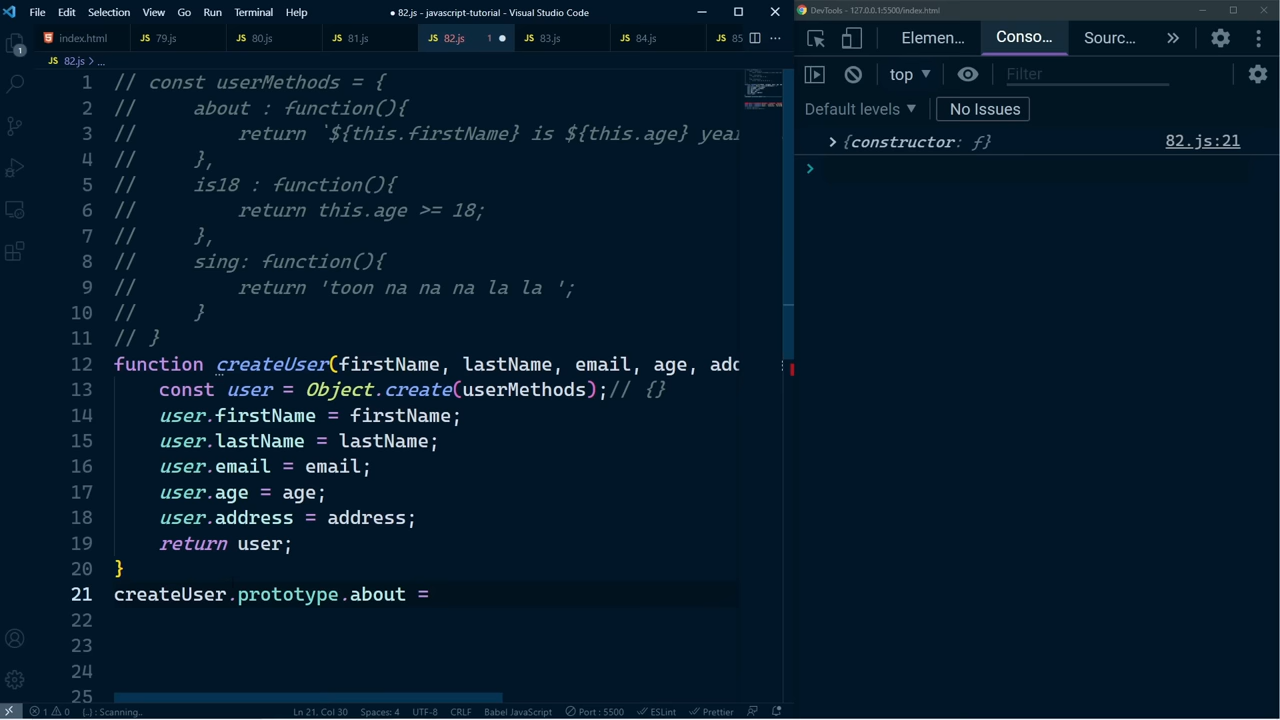 File Edit Selection View Go Run Terminal Help
● 82.js - javascript-tutorial - Visual Studio Code
index.html
JS 79.js
JS 80.js
JS 81.js
JS 82.js 1 ●
JS 83.js
JS 84.js
JS 85
JS 82.js > ...
1 // const userMethods = {
2 // about : function(){
3 // return `${this.firstName} is ${this.age} year
4 // },
5 // is18 : function(){
6 // return this.age >= 18;
7 // },
8 // sing: function(){
9 // return 'toon na na na la la ';
10 // }
11 // }
12 function createUser(firstName, lastName, email, age, add
13 const user = Object.create(userMethods);// {}
14 user.firstName = firstName;
15 user.lastName = lastName;
16 user.email = email;
17 user.age = age;
18 user.address = address;
19 return user;
20 }
21 createUser.prototype.about =
22
23
24
25
1
1 0 {..} : Scanning..
Ln 21, Col 30 Spaces: 4 UTF-8 CRLF Babel JavaScript Port : 5500 ESLint Prettier
DevTools - 127.0.0.1:5500/index.html
Elemen... Conso... Sourc...
top Filter
Default levels No Issues
{constructor: ƒ} 82.js:21